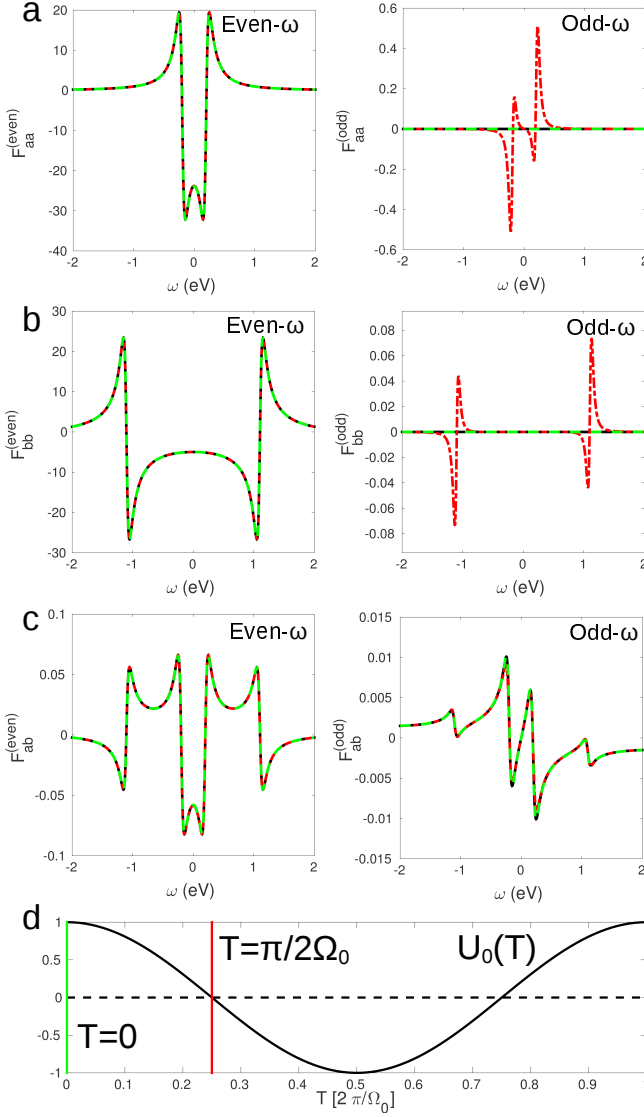 a
Even-ω
Odd-ω
20
10
0
-10
-20
-30
-40
F_aa^(even)
-2 -1 0 1 2
ω (eV)
0.6
0.4
0.2
0
-0.2
-0.4
-0.6
F_aa^(odd)
-2 -1 0 1 2
ω (eV)
b
Even-ω
Odd-ω
30
20
10
0
-10
-20
-30
F_bb^(even)
-2 -1 0 1 2
ω (eV)
0.08
0.06
0.04
0.02
0
-0.02
-0.04
-0.06
-0.08
F_bb^(odd)
-2 -1 0 1 2
ω (eV)
c
Even-ω
Odd-ω
0.1
0.05
0
-0.05
-0.1
F_ab^(even)
-2 -1 0 1 2
ω (eV)
0.015
0.010
0.005
0
-0.005
-0.01
-0.015
F_ab^(odd)
-2 -1 0 1 2
ω (eV)
d
1
0.5
0
-0.5
-1
T=π/2Ω₀
U₀(T)
T=0
0 0.1 0.2 0.3 0.4 0.5 0.6 0.7 0.8 0.9
T [2 π/Ω₀]